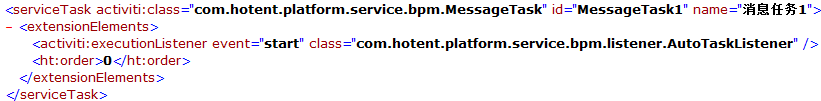 <serviceTask activiti:class="com.hotent.platform.service.bpm.MessageTask" id="MessageTask1" name="消息任务1">
- <extensionElements>
<activiti:executionListener event="start" class="com.hotent.platform.service.bpm.listener.AutoTaskListener" />
<ht:order>0</ht:order>
</extensionElements>
</serviceTask>